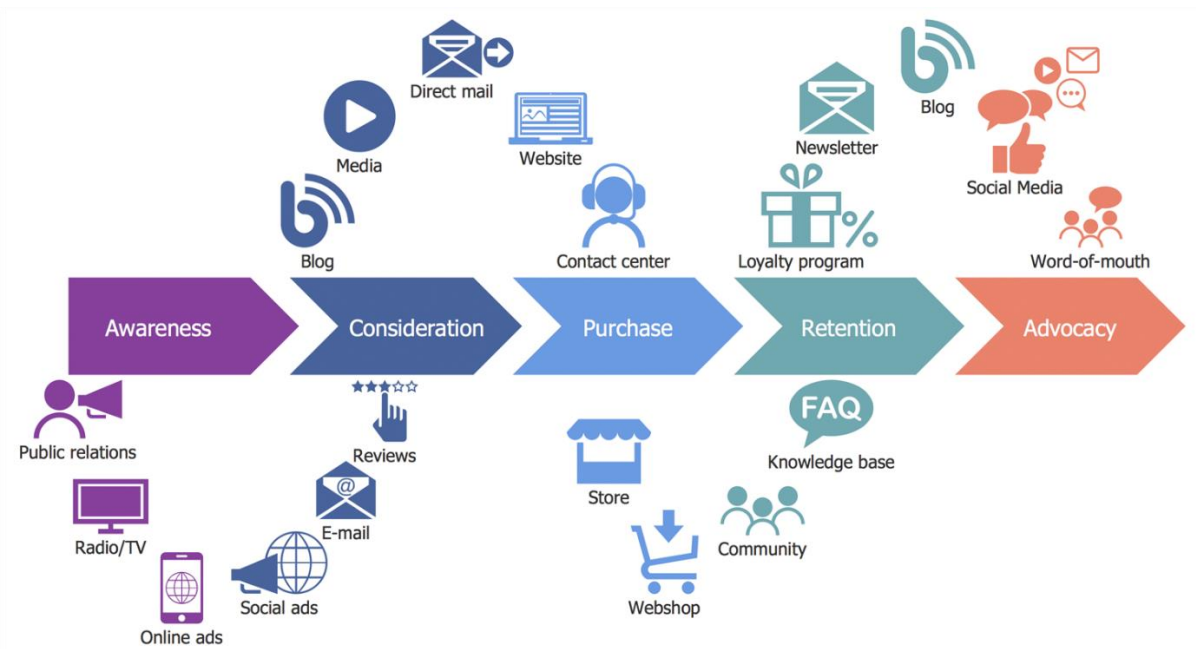 Direct mail
Media
Website
Blog
Contact center
Newsletter
Blog
Loyalty program
Social Media
Word-of-mouth
Awareness
Consideration
Purchase
Retention
Advocacy
Public relations
Radio/TV
Online ads
Social ads
@
E-mail
Reviews
Store
Webshop
FAQ
Knowledge base
Community
%